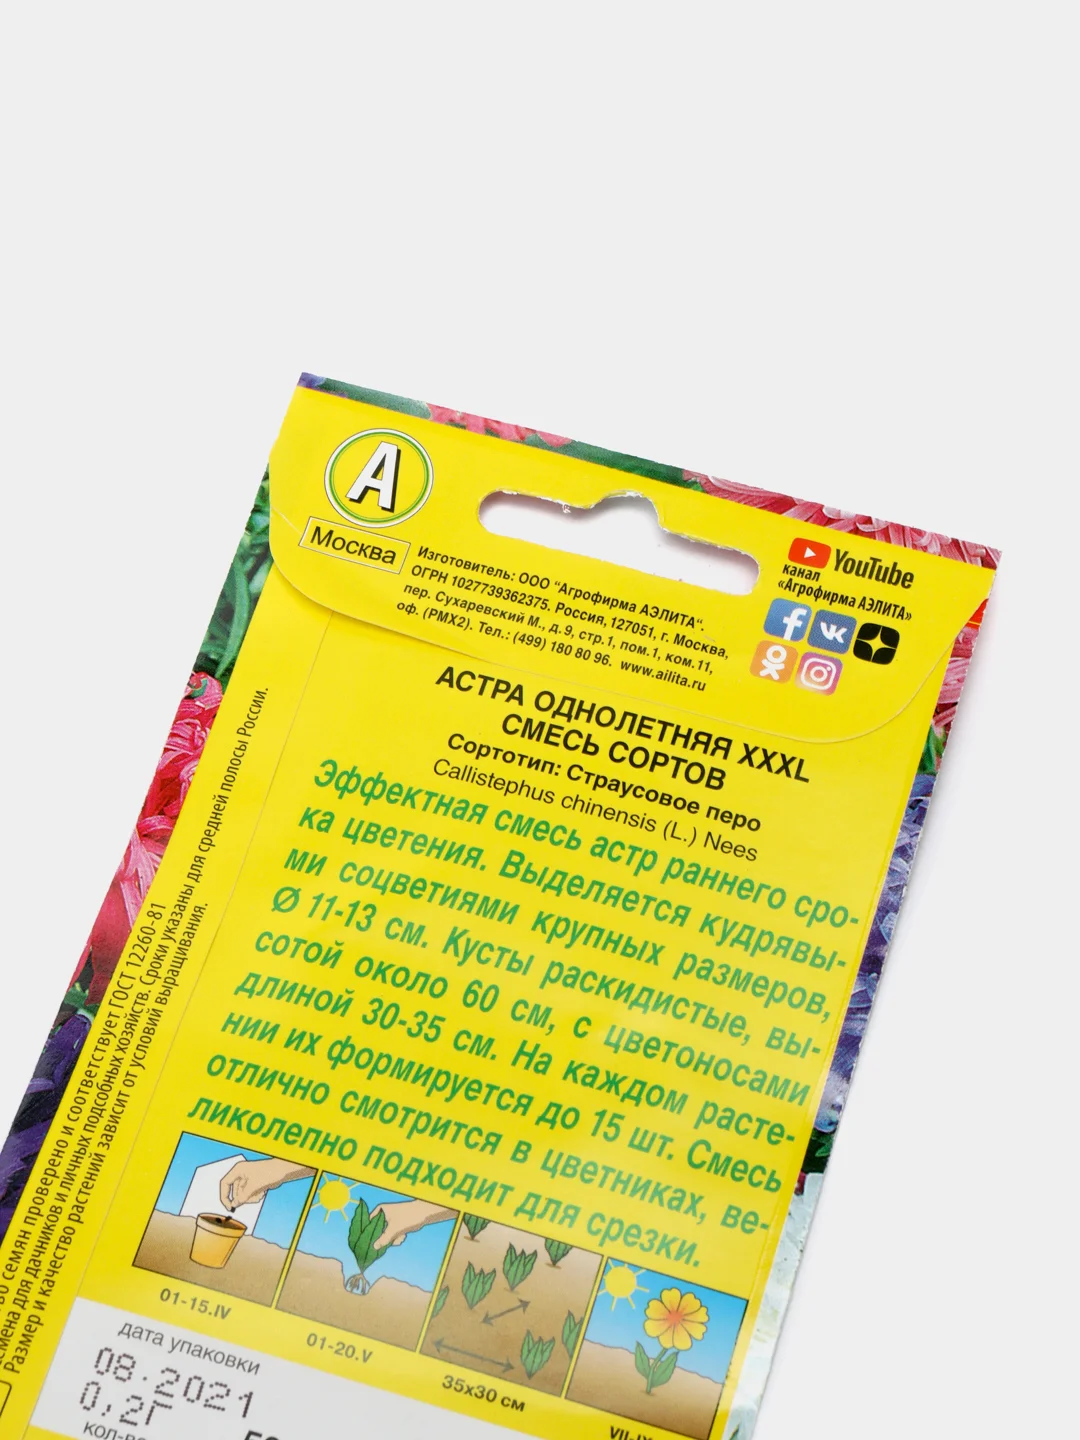 А
Москва
Изготовитель: ООО "Агрофирма АЭЛИТА".
ОГРН 1027739362375, Россия, 127051, г. Москва,
пер. Сухаревский М., д.9, стр.1, пом.1, ком.11,
оф. (РМХ2). Тел.: (499) 180 80 96. www.ailita.ru
YouTube
канал
«Агрофирма АЭЛИТА»
АСТРА ОДНОЛЕТНЯЯ XXXL
СМЕСЬ СОРТОВ
Сортотип: Страусовое перо
Callistephus chinensis (L.) Nees
Эффектная смесь астр раннего сро-
ка цветения. Выделяется кудрявы-
ми соцветиями крупных размеров,
Ø 11-13 см. Кусты раскидистые, вы-
сотой около 60 см, с цветоносами
длиной 30-35 см. На каждом расте-
нии их формируется до 15 шт. Смесь
отлично смотрится в цветниках, ве-
ликолепно подходит для срезки.
01-15.IV
01-20.V
35х30 см
дата упаковки
08.2021
0,2Г
семян проверено и соответствует ГОСТ 12260-81
для дачников и личных подсобных хозяйств. Сроки указаны для средней полосы России.
Размер и качество растений зависит от условий выращивания.